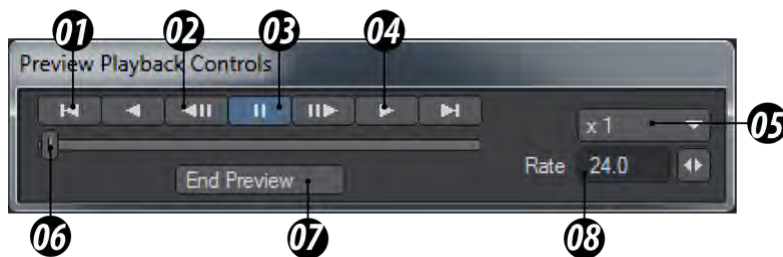 01 02 03 04
Preview Playback Controls
x 1
05
Rate 24.0
End Preview
06 07 08